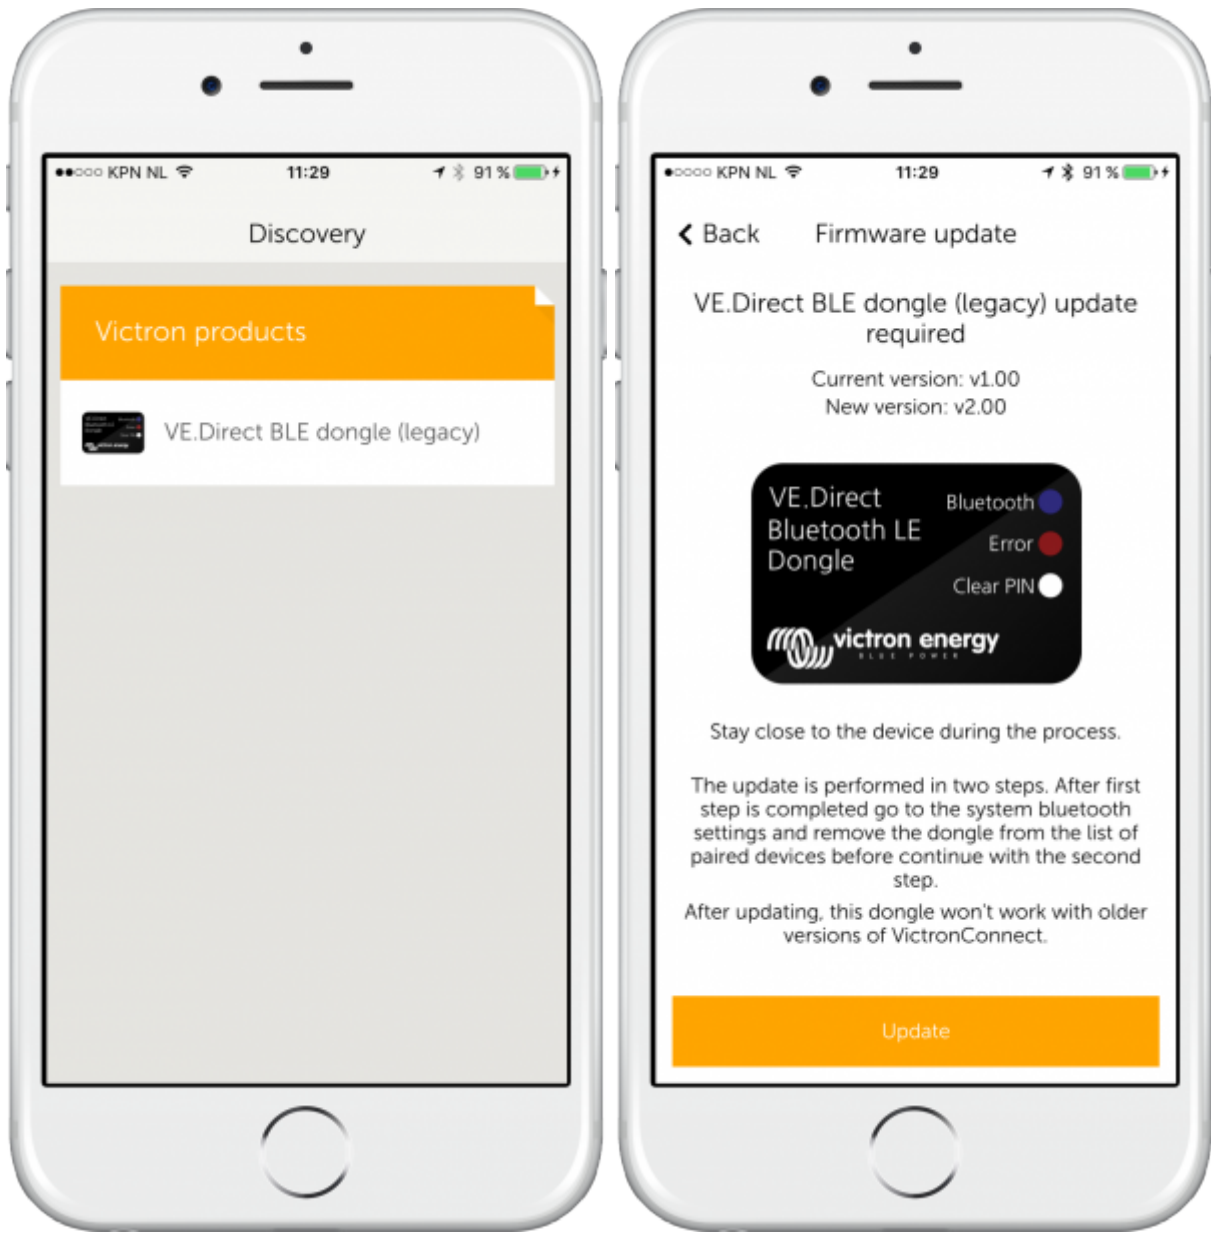 KPN NL
11:29
91 %
Discovery
Victron products
VE.Direct BLE dongle (legacy)
KPN NL
11:29
91 %
Back
Firmware update
VE.Direct BLE dongle (legacy) update
required
Current version: v1.00
New version: v2.00
VE.Direct
Bluetooth LE
Dongle
Bluetooth
Error
Clear PIN
victron energy
BLUE POWER
Stay close to the device during the process.
The update is performed in two steps. After first
step is completed go to the system bluetooth
settings and remove the dongle from the list of
paired devices before continue with the second
step.
After updating, this dongle won't work with older
versions of VictronConnect.
Update